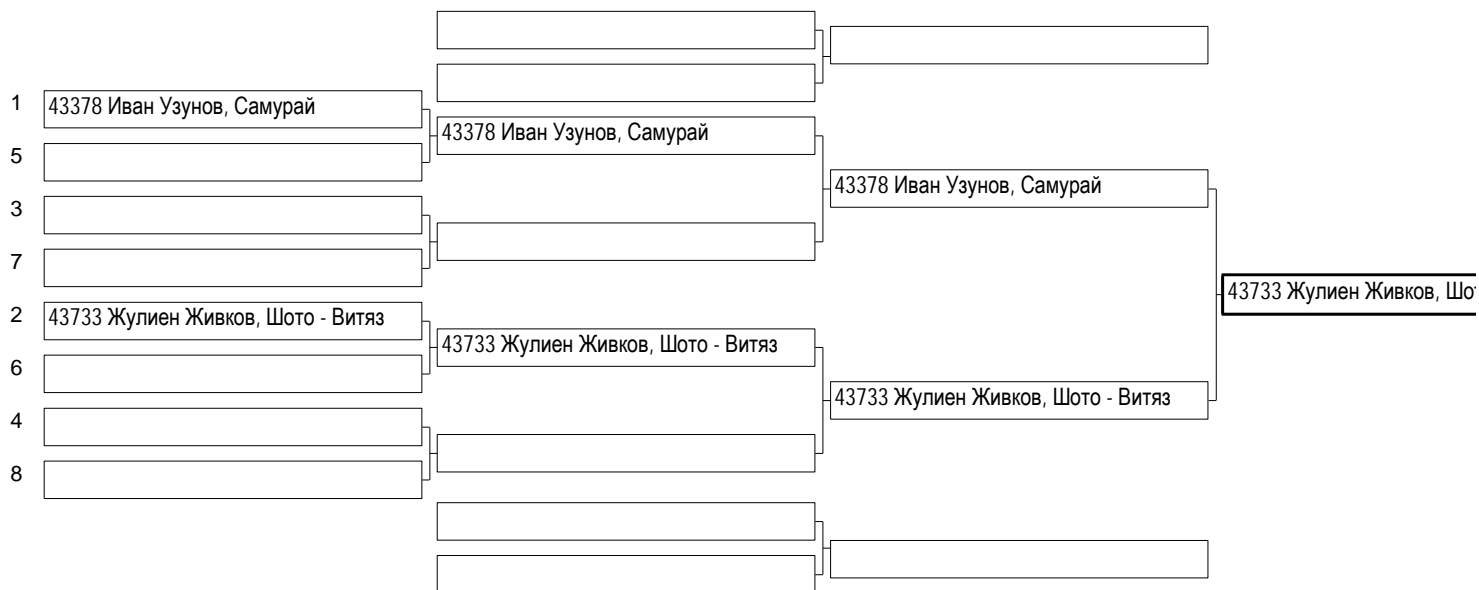 1 43378 Иван Узунов, Самурай
5
3
7
2 43733 Жулиен Живков, Шото - Витяз
6
4
8
43378 Иван Узунов, Самурай
43733 Жулиен Живков, Шото - Витяз
43378 Иван Узунов, Самурай
43733 Жулиен Живков, Шото - Витяз
43733 Жулиен Живков,